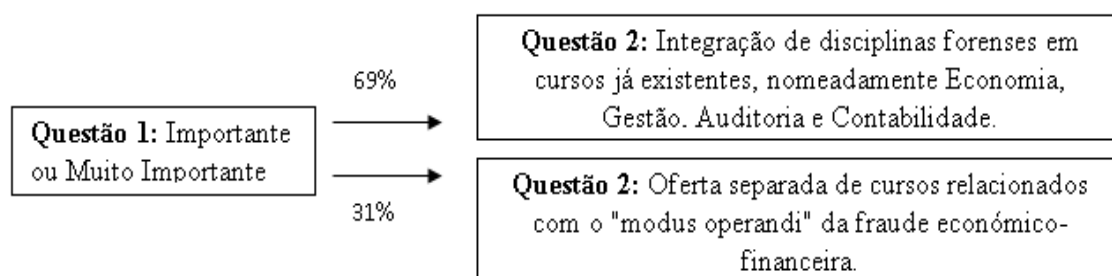 Questão 1: Importante
ou Muito Importante
69%
31%
Questão 2: Integração de disciplinas forenses em
cursos já existentes, nomeadamente Economia,
Gestão. Auditoria e Contabilidade.
Questão 2: Oferta separada de cursos relacionados
com o "modus operandi" da fraude económico-
financeira.